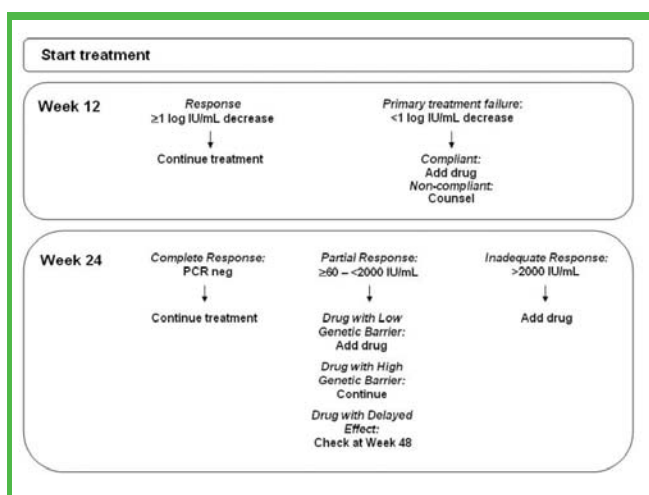 Start treatment
Week 12
Response
≥1 log IU/mL decrease
Continue treatment
Primary treatment failure:
<1 log IU/mL decrease
Compliant:
Add drug
Non-compliant:
Counsel
Week 24
Complete Response:
PCR neg
Continue treatment
Partial Response:
≥60 – <2000 IU/mL
Drug with Low
Genetic Barrier:
Add drug
Drug with High
Genetic Barrier:
Continue
Drug with Delayed
Effect:
Check at Week 48
Inadequate Response:
>2000 IU/mL
Add drug